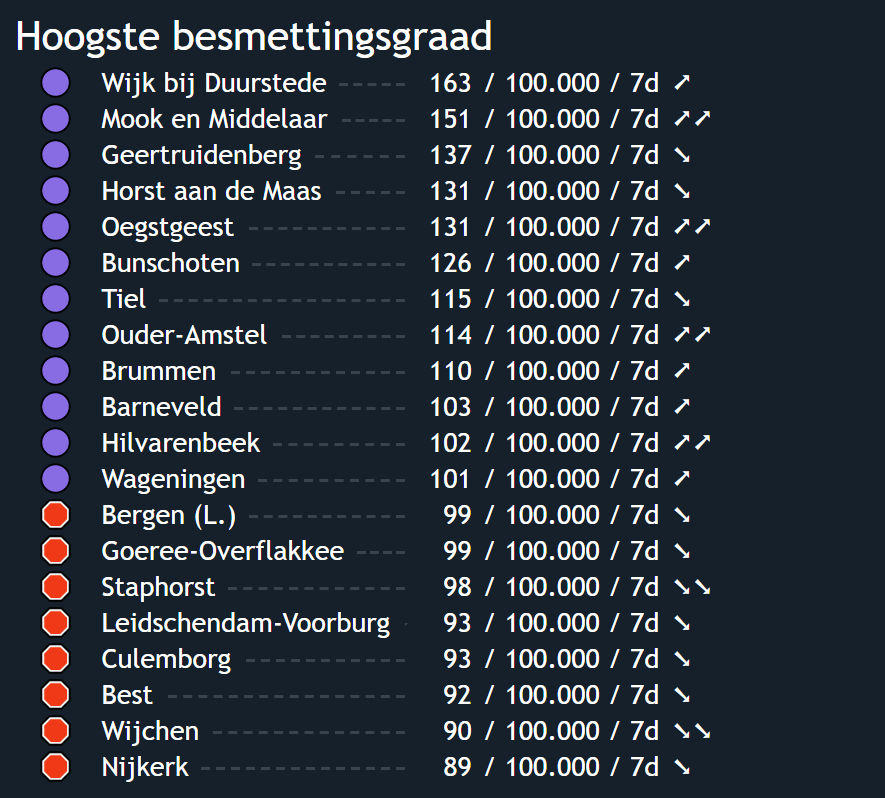 Hoogste besmettingsgraad
Wijk bij Duurstede ----- 163 / 100.000 / 7d ➚
Mook en Middelaar ----- 151 / 100.000 / 7d ➚➚
Geertruidenberg ------- 137 / 100.000 / 7d ➘
Horst aan de Maas ----- 131 / 100.000 / 7d ➘
Oegstgeest ----------- 131 / 100.000 / 7d ➚➚
Bunschoten ----------- 126 / 100.000 / 7d ➚
Tiel ------------------ 115 / 100.000 / 7d ➘
Ouder-Amstel --------- 114 / 100.000 / 7d ➚➚
Brummen ------------- 110 / 100.000 / 7d ➚
Barneveld ------------ 103 / 100.000 / 7d ➚
Hilvarenbeek --------- 102 / 100.000 / 7d ➚➚
Wageningen ---------- 101 / 100.000 / 7d ➚
Bergen (L.) ----------- 99 / 100.000 / 7d ➘
Goeree-Overflakkee ---- 99 / 100.000 / 7d ➘
Staphorst ------------- 98 / 100.000 / 7d ➘➘
Leidschendam-Voorburg - 93 / 100.000 / 7d ➘
Culemborg ----------- 93 / 100.000 / 7d ➘
Best ----------------- 92 / 100.000 / 7d ➘
Wijchen -------------- 90 / 100.000 / 7d ➘➘
Nijkerk --------------- 89 / 100.000 / 7d ➘